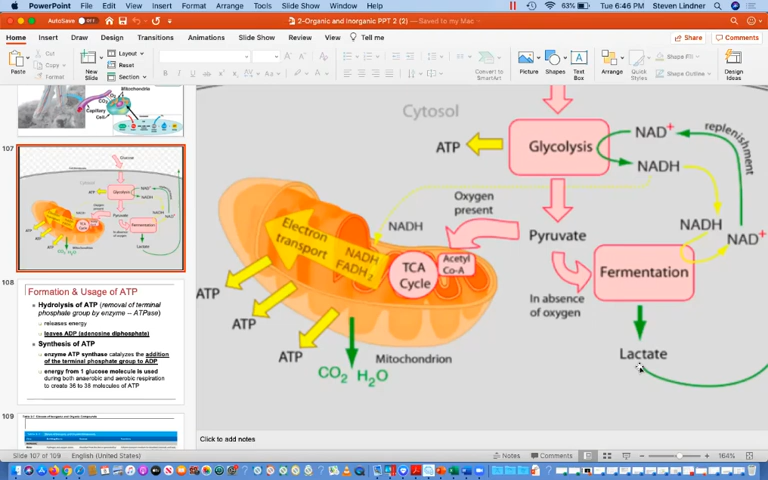 PowerPoint File Edit View Insert Format Arrange Tools Slide Show Window Help 63% Tue 6:46 PM Steven Lindner
AutoSave OFF 2-Organic and Inorganic PPT 2 (2) — Saved to my Mac
Home Insert Draw Design Transitions Animations Slide Show Review View Tell me Share Comments
Paste Cut Copy Format New Slide Layout Reset Section Convert to SmartArt Picture Shapes Text Box Arrange Quick Styles Shape Fill Shape Outline Design Ideas
Mitochondria
O₂
CO₂
Capillary
Cell
107
108
Formation & Usage of ATP
Hydrolysis of ATP (removal of terminal
phosphate group by enzyme – ATPase)
releases energy
leaves ADP (adenosine diphosphate)
Synthesis of ATP
enzyme ATP synthase catalyzes the addition
of the terminal phosphate group to ADP
energy from 1 glucose molecule is used
during both anaerobic and aerobic respiration
to create 36 to 38 molecules of ATP
109
Cytosol
ATP
Glycolysis
NAD+
replenishment
NADH
Oxygen
present
NADH
Pyruvate
NADH
NAD+
Electron
transport
NADH
FADH2
TCA
Cycle
Acetyl
Co-A
Fermentation
In absence
of oxygen
ATP
ATP
ATP
Mitochondrion
CO2 H2O
Lactate
Click to add notes
Slide 107 of 109 English (United States) Notes Comments 164%